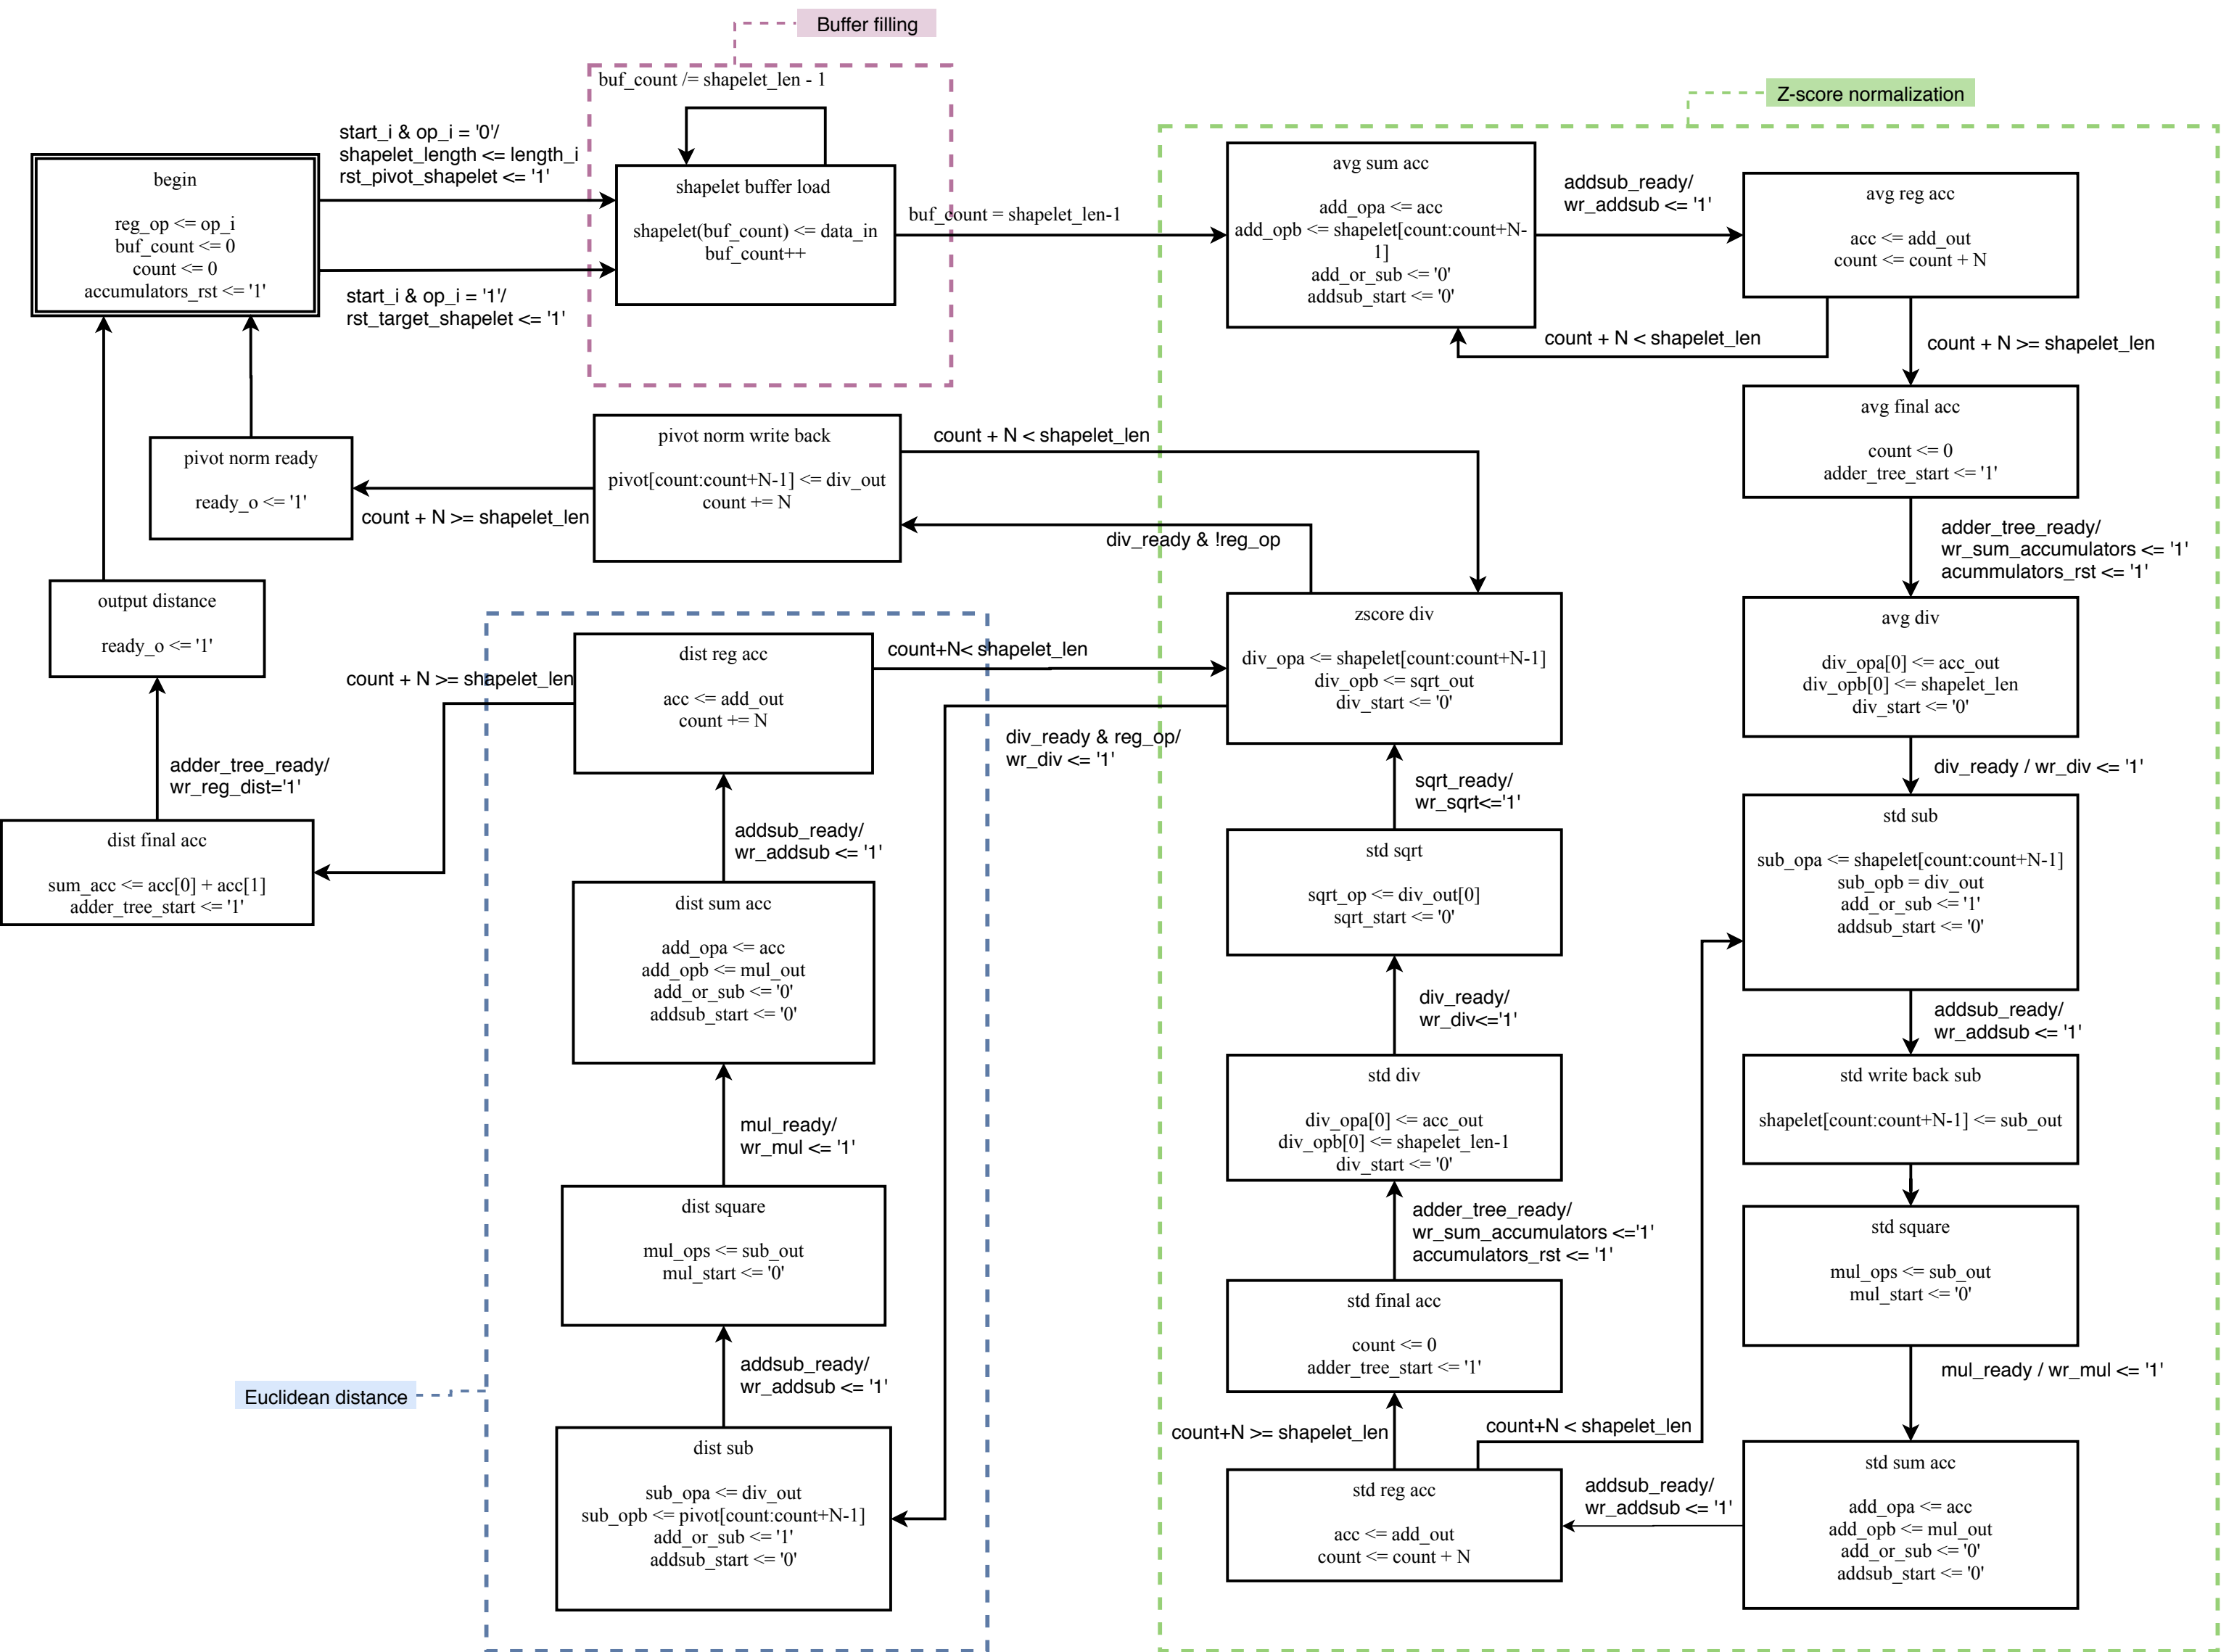 Buffer filling
buf_count /= shapelet_len - 1
Z-score normalization
start_i & op_i = '0'/
shapelet_length <= length_i
rst_pivot_shapelet <= '1'
begin
reg_op <= op_i
buf_count <= 0
count <= 0
accumulators_rst <= '1'
start_i & op_i = '1'/
rst_target_shapelet <= '1'
shapelet buffer load
shapelet(buf_count) <= data_in
buf_count++
buf_count = shapelet_len-1
avg sum acc
add_opa <= acc
add_opb <= shapelet[count:count+N-
1]
add_or_sub <= '0'
addsub_start <= '0'
addsub_ready/
wr_addsub <= '1'
avg reg acc
acc <= add_out
count <= count + N
count + N < shapelet_len
count + N >= shapelet_len
avg final acc
count <= 0
adder_tree_start <= '1'
adder_tree_ready/
wr_sum_accumulators <= '1'
acummulators_rst <= '1'
avg div
div_opa[0] <= acc_out
div_opb[0] <= shapelet_len
div_start <= '0'
div_ready / wr_div <= '1'
std sub
sub_opa <= shapelet[count:count+N-1]
sub_opb = div_out
add_or_sub <= '1'
addsub_start <= '0'
addsub_ready/
wr_addsub <= '1'
std write back sub
shapelet[count:count+N-1] <= sub_out
std square
mul_ops <= sub_out
mul_start <= '0'
mul_ready / wr_mul <= '1'
std sum acc
add_opa <= acc
add_opb <= mul_out
add_or_sub <= '0'
addsub_start <= '0'
addsub_ready/
wr_addsub <= '1'
std reg acc
acc <= add_out
count <= count + N
count+N < shapelet_len
count+N >= shapelet_len
std final acc
count <= 0
adder_tree_start <= '1'
adder_tree_ready/
wr_sum_accumulators <='1'
accumulators_rst <= '1'
std div
div_opa[0] <= acc_out
div_opb[0] <= shapelet_len-1
div_start <= '0'
div_ready/
wr_div<='1'
std sqrt
sqrt_op <= div_out[0]
sqrt_start <= '0'
sqrt_ready/
wr_sqrt<='1'
zscore div
div_opa <= shapelet[count:count+N-1]
div_opb <= sqrt_out
div_start <= '0'
div_ready & !reg_op
count + N < shapelet_len
pivot norm write back
pivot[count:count+N-1] <= div_out
count += N
count + N >= shapelet_len
pivot norm ready
ready_o <= '1'
div_ready & reg_op/
wr_div <= '1'
Euclidean distance
dist sub
sub_opa <= div_out
sub_opb <= pivot[count:count+N-1]
add_or_sub <= '1'
addsub_start <= '0'
addsub_ready/
wr_addsub <= '1'
dist square
mul_ops <= sub_out
mul_start <= '0'
mul_ready/
wr_mul <= '1'
dist sum acc
add_opa <= acc
add_opb <= mul_out
add_or_sub <= '0'
addsub_start <= '0'
addsub_ready/
wr_addsub <= '1'
dist reg acc
acc <= add_out
count += N
count+N< shapelet_len
count + N >= shapelet_len
dist final acc
sum_acc <= acc[0] + acc[1]
adder_tree_start <= '1'
adder_tree_ready/
wr_reg_dist='1'
output distance
ready_o <= '1'